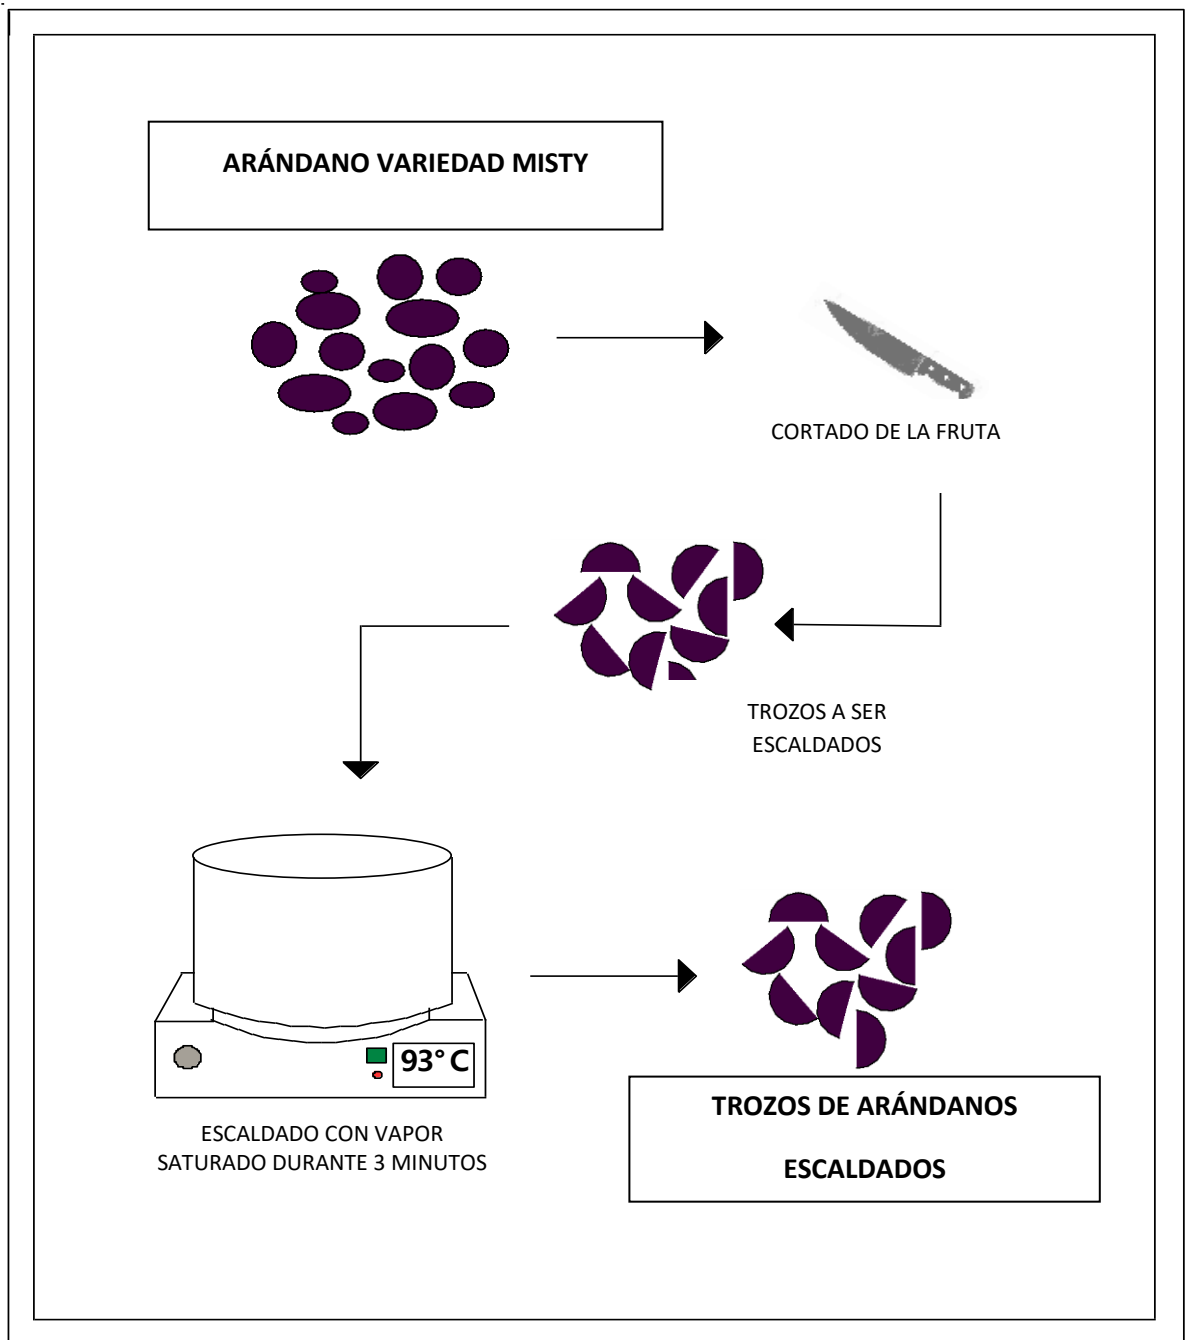 ARÁNDANO VARIEDAD MISTY
CORTADO DE LA FRUTA
TROZOS A SER
ESCALDADOS
93° C
ESCALDADO CON VAPOR
SATURADO DURANTE 3 MINUTOS
TROZOS DE ARÁNDANOS
ESCALDADOS